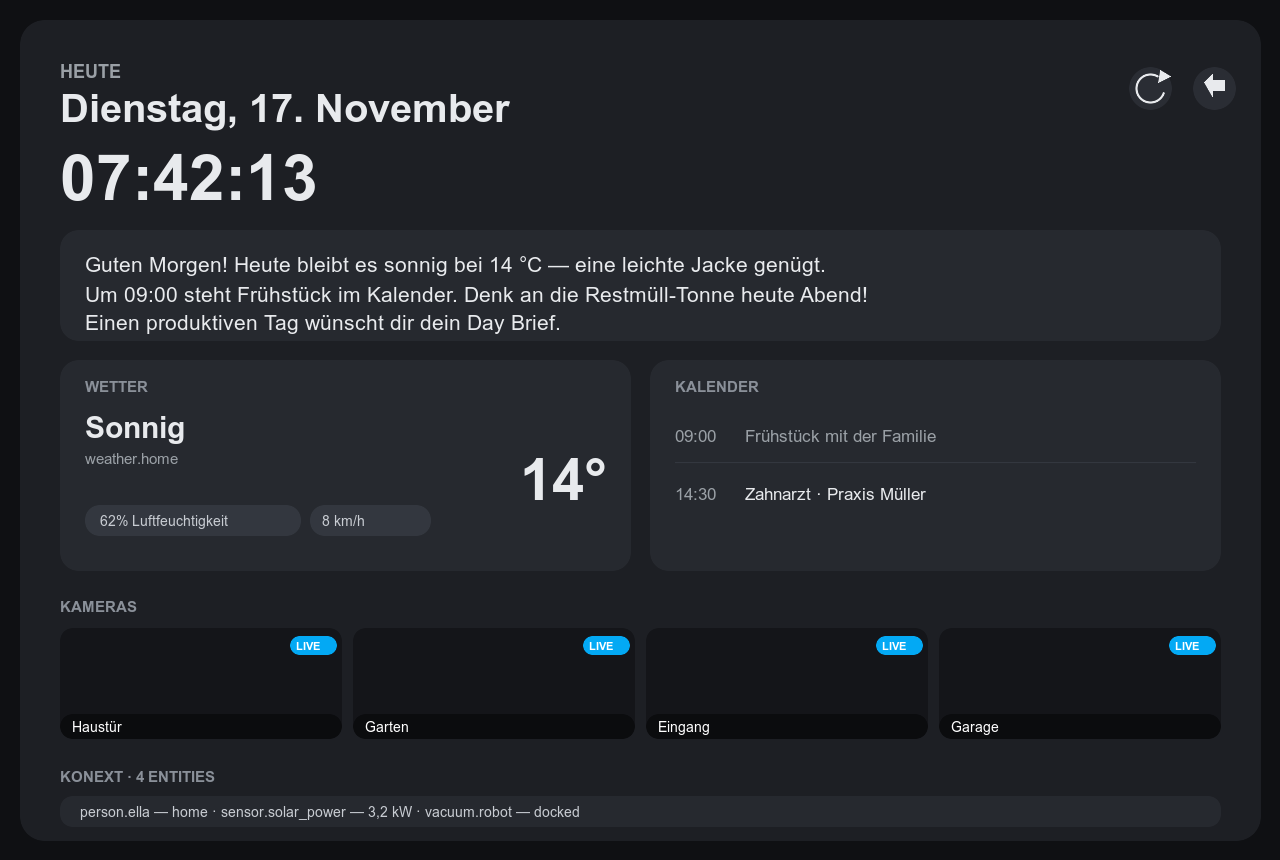 HEUTE
Dienstag, 17. November
07:42:13
Guten Morgen! Heute bleibt es sonnig bei 14 °C — eine leichte Jacke genügt.
Um 09:00 steht Frühstück im Kalender. Denk an die Restmüll-Tonne heute Abend!
Einen produktiven Tag wünscht dir dein Day Brief.
WETTER
Sonnig
weather.home
14°
62% Luftfeuchtigkeit
8 km/h
KALENDER
09:00 Frühstück mit der Familie
14:30 Zahnarzt · Praxis Müller
KAMERAS
LIVE
Haustür
LIVE
Garten
LIVE
Eingang
LIVE
Garage
KONEXT · 4 ENTITIES
person.ella — home · sensor.solar_power — 3,2 kW · vacuum.robot — docked